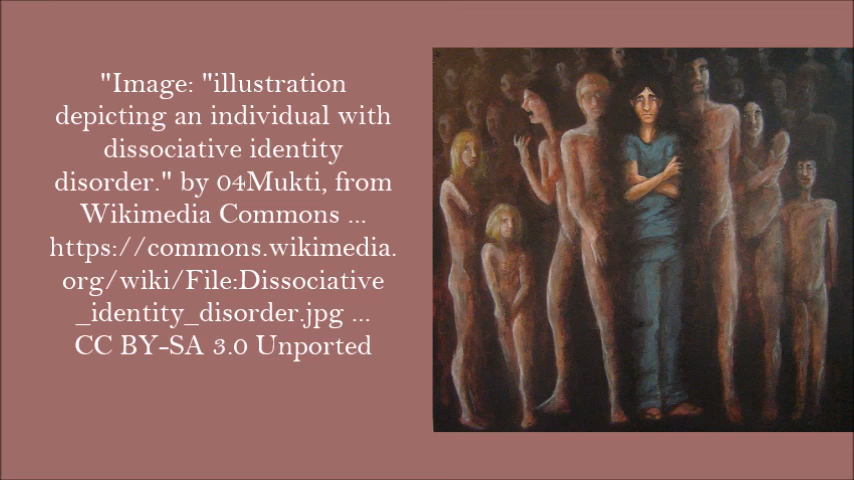 "Image: "illustration
depicting an individual with
dissociative identity
disorder." by 04Mukti, from
Wikimedia Commons ...
https://commons.wikimedia.
org/wiki/File:Dissociative
_identity_disorder.jpg ...
CC BY-SA 3.0 Unported